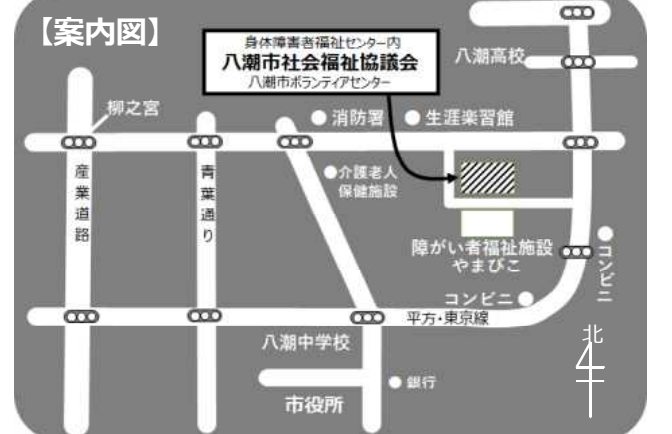 【案内図】
身体障害者福祉センター内
八潮市社会福祉協議会
八潮市ボランティアセンター
八潮高校
柳之宮
消防署
生涯楽習館
産業道路
青葉通り
介護老人
保健施設
障がい者福祉施設
やまびこ
コンビニ
コンビニ
平方・東京線
八潮中学校
北
銀行
市役所